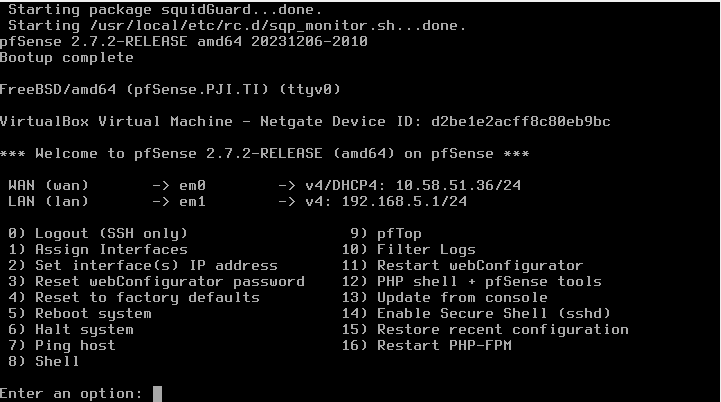 Starting package squidGuard...done.
Starting /usr/local/etc/rc.d/sqp_monitor.sh...done.
pfSense 2.7.2-RELEASE amd64 20231206-2010
Bootup complete
FreeBSD/amd64 (pfSense.PJI.TI) (ttyv0)
VirtualBox Virtual Machine - Netgate Device ID: d2be1e2acff8c80eb9bc
*** Welcome to pfSense 2.7.2-RELEASE (amd64) on pfSense ***
WAN (wan) -> em0 -> v4/DHCP4: 10.58.51.36/24
LAN (lan) -> em1 -> v4: 192.168.5.1/24
0) Logout (SSH only) 9) pfTop
1) Assign Interfaces 10) Filter Logs
2) Set interface(s) IP address 11) Restart webConfigurator
3) Reset webConfigurator password 12) PHP shell + pfSense tools
4) Reset to factory defaults 13) Update from console
5) Reboot system 14) Enable Secure Shell (sshd)
6) Halt system 15) Restore recent configuration
7) Ping host 16) Restart PHP-FPM
8) Shell
Enter an option: